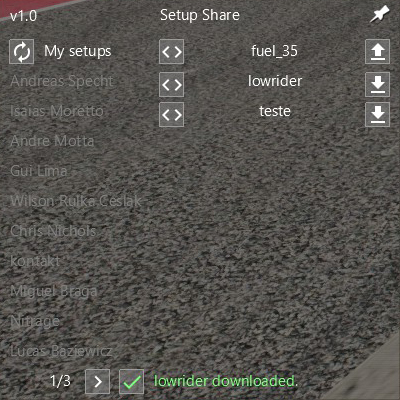 v1.0 Setup Share
My setups <> fuel_35
Andreas Specht <> lowrider
Isaias Moretto <> teste
Andre Motta
Gui Lima
Wilson Rulka Ceslak
Chris Nichols
kontakt
Miguel Braga
Nitrage
Lucas Baziewicz
1/3 > lowrider downloaded.